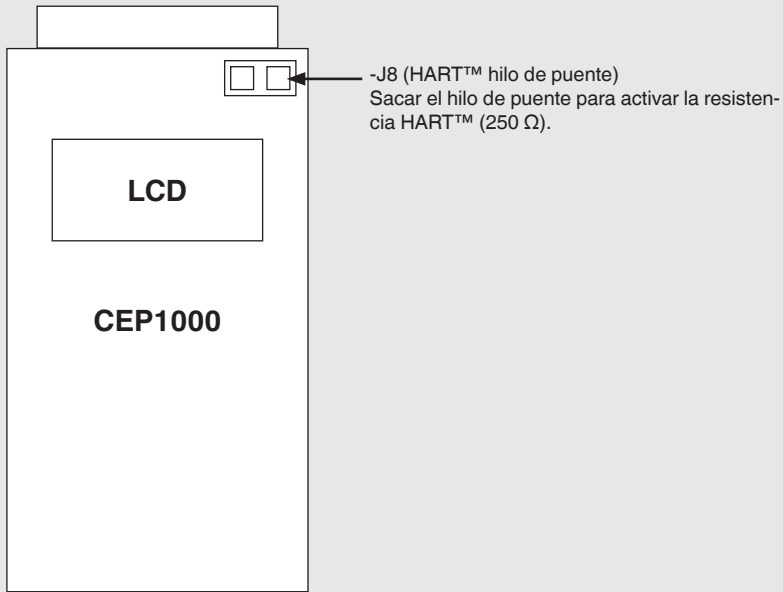 -J8 (HART™ hilo de puente)
Sacar el hilo de puente para activar la resisten-
cia HART™ (250 Ω).
LCD
CEP1000